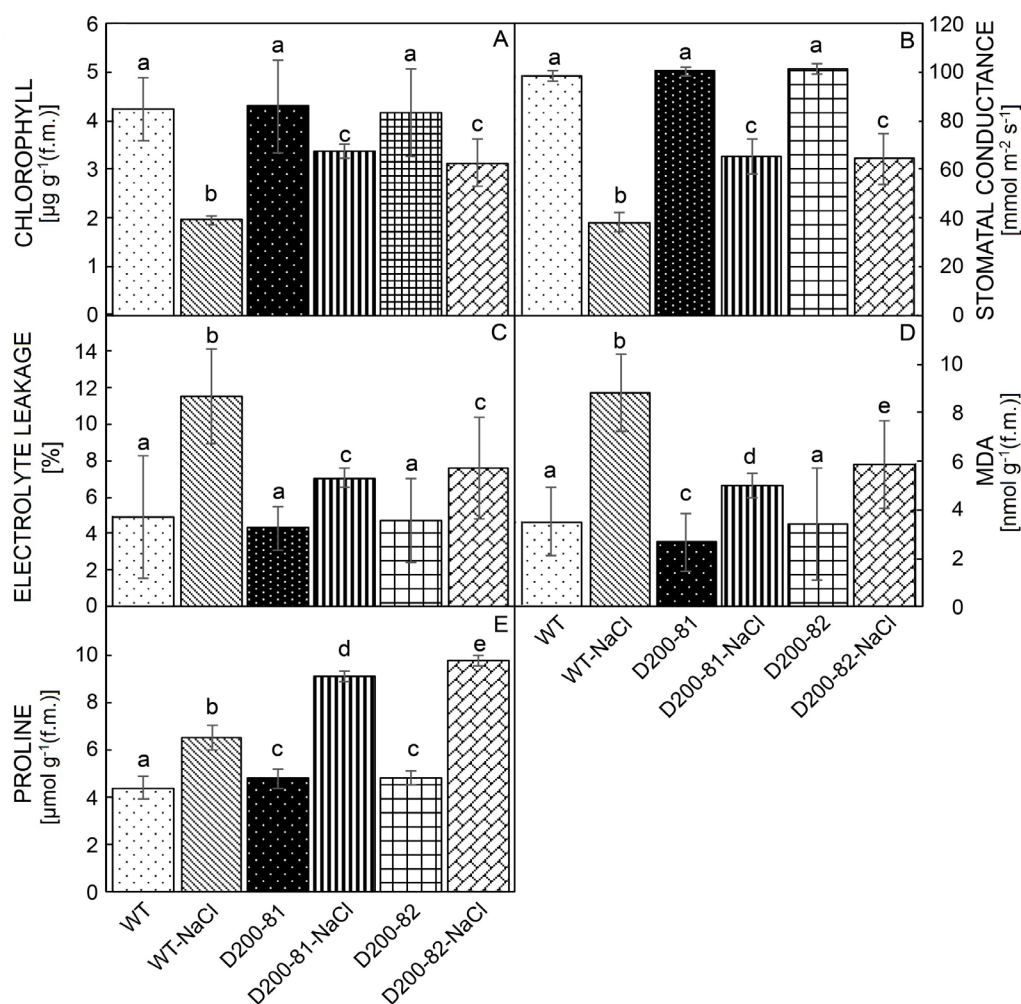 A
CHLOROPHYLL
[µg g-1(f.m.)]
6
5
4
3
2
1
0
a
b
a
c
a
c
B
STOMATAL CONDUCTANCE
[mmol m-2 s-1]
120
100
80
60
40
20
0
a
b
a
c
a
c
C
ELECTROLYTE LEAKAGE
[%]
14
12
10
8
6
4
2
0
a
b
a
c
a
c
D
MDA
[nmol g-1(f.m.)]
10
8
6
4
2
0
a
b
c
d
a
e
WT
WT-NaCl
D200-81
D200-81-NaCl
D200-82
D200-82-NaCl
E
PROLINE
[µmol g-1(f.m.)]
10
8
6
4
2
0
a
b
c
d
c
e
WT
WT-NaCl
D200-81
D200-81-NaCl
D200-82
D200-82-NaCl